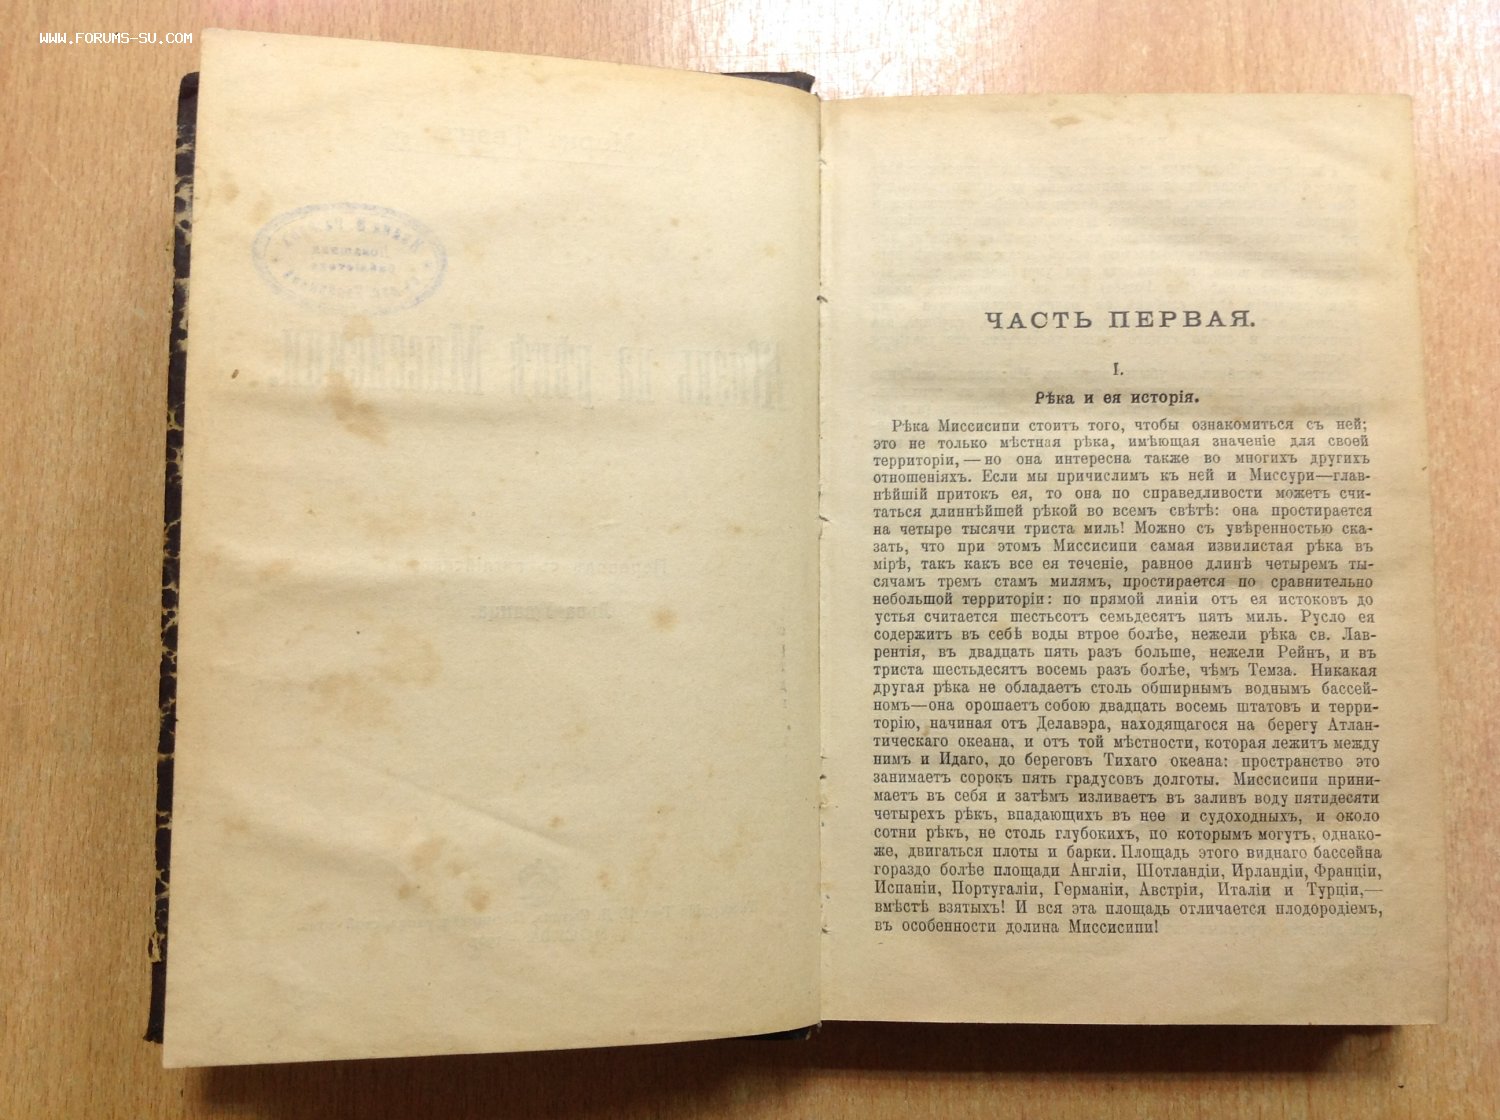 WWW.FORUMS-SU.COM
ЧАСТЬ ПЕРВАЯ.
I.
Рѣка и ея исторія.
Рѣка Миссисипи стоитъ того, чтобы ознакомиться съ ней;
это не только мѣстная рѣка, имѣющая значеніе для своей
территоріи, — но она интересна также во многихъ другихъ
отношеніяхъ. Если мы причислимъ къ ней и Миссури—глав-
нѣйшій притокъ ея, то она по справедливости можетъ счи-
таться длиннѣйшей рѣкой во всемъ свѣтѣ: она простирается
на четыре тысячи триста миль! Можно съ увѣренностью ска-
зать, что при этомъ Миссисипи самая извилистая рѣка въ
мірѣ, такъ какъ все ея теченіе, равное длинѣ четыремъ ты-
сячамъ тремъ стамъ милямъ, простирается по сравнительно
небольшой территоріи: по прямой линіи отъ ея истоковъ до
устья считается шестьсотъ семьдесятъ пять миль. Русло ея
содержитъ въ себѣ воды втрое болѣе, нежели рѣка св. Лав-
рентія, въ двадцать пять разъ больше, нежели Рейнъ, и въ
триста шестьдесятъ восемь разъ болѣе, чѣмъ Темза. Никакая
другая рѣка не обладаетъ столь обширнымъ воднымъ бассей-
номъ—она орошаетъ собою двадцать восемь штатовъ и терри-
торію, начиная отъ Делавэра, находящагося на берегу Атлан-
тическаго океана, и отъ той мѣстности, которая лежитъ между
нимъ и Идаго, до береговъ Тихаго океана: пространство это
занимаетъ сорокъ пять градусовъ долготы. Миссисипи прини-
маетъ въ себя и затѣмъ изливаетъ въ заливъ воду пятидесяти
четырехъ рѣкъ, впадающихъ въ нее и судоходныхъ, и около
сотни рѣкъ, не столь глубокихъ, по которымъ могутъ, однако-
же, двигаться плоты и барки. Площадь этого виднаго бассейна
гораздо болѣе площади Англіи, Шотландіи, Ирландіи, Франціи,
Испаніи, Португаліи, Германіи, Австріи, Италіи и Турціи,—
вмѣстѣ взятыхъ! И вся эта площадь отличается плодородіемъ,
въ особенности долина Миссисипи!